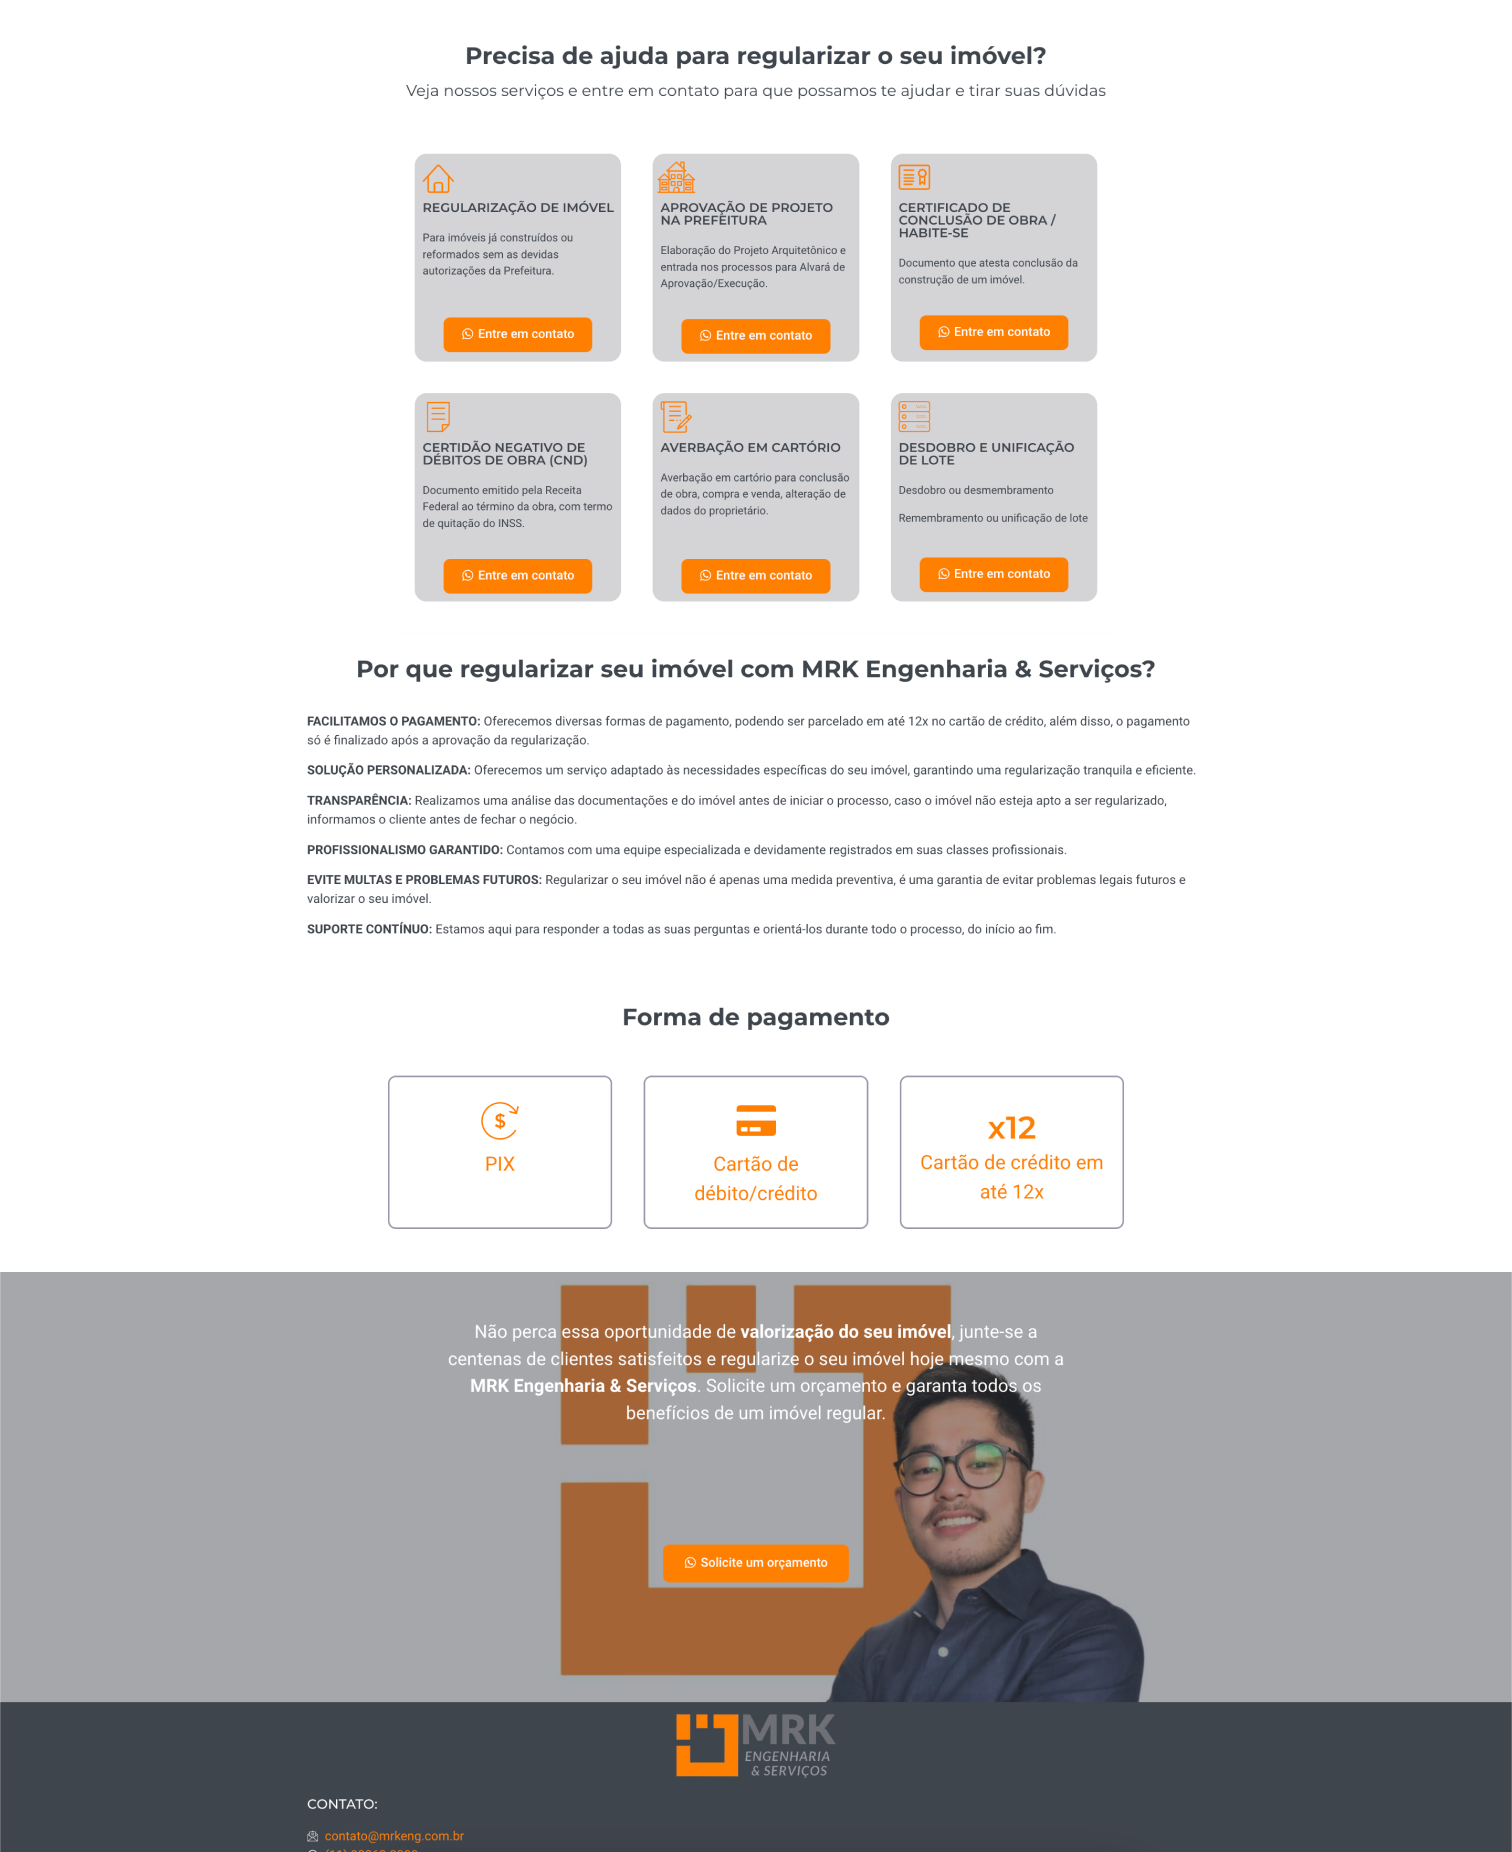 Precisa de ajuda para regularizar o seu imóvel?
Veja nossos serviços e entre em contato para que possamos te ajudar e tirar suas dúvidas
REGULARIZAÇÃO DE IMÓVEL
Para imóveis já construídos ou
reformados sem as devidas
autorizações da Prefeitura.
Entre em contato
APROVAÇÃO DE PROJETO
NA PREFEITURA
Elaboração do Projeto Arquitetônico e
entrada nos processos para Alvará de
Aprovação/Execução.
Entre em contato
CERTIFICADO DE
CONCLUSÃO DE OBRA /
HABITE-SE
Documento que atesta conclusão da
construção de um imóvel.
Entre em contato
CERTIDÃO NEGATIVO DE
DÉBITOS DE OBRA (CND)
Documento emitido pela Receita
Federal ao término da obra, com termo
de quitação do INSS.
Entre em contato
AVERBAÇÃO EM CARTÓRIO
Averbação em cartório para conclusão
de obra, compra e venda, alteração de
dados do proprietário.
Entre em contato
DESDOBRO E UNIFICAÇÃO
DE LOTE
Desdobro ou desmembramento
Remembramento ou unificação de lote
Entre em contato
Por que regularizar seu imóvel com MRK Engenharia & Serviços?
FACILITAMOS O PAGAMENTO: Oferecemos diversas formas de pagamento, podendo ser parcelado em até 12x no cartão de crédito, além disso, o pagamento
só é finalizado após a aprovação da regularização.
SOLUÇÃO PERSONALIZADA: Oferecemos um serviço adaptado às necessidades específicas do seu imóvel, garantindo uma regularização tranquila e eficiente.
TRANSPARÊNCIA: Realizamos uma análise das documentações e do imóvel antes de iniciar o processo, caso o imóvel não esteja apto a ser regularizado,
informamos o cliente antes de fechar o negócio.
PROFISSIONALISMO GARANTIDO: Contamos com uma equipe especializada e devidamente registrados em suas classes profissionais.
EVITE MULTAS E PROBLEMAS FUTUROS: Regularizar o seu imóvel não é apenas uma medida preventiva, é uma garantia de evitar problemas legais futuros e
valorizar o seu imóvel.
SUPORTE CONTÍNUO: Estamos aqui para responder a todas as suas perguntas e orientá-los durante todo o processo, do início ao fim.
Forma de pagamento
PIX
Cartão de
débito/crédito
x12
Cartão de crédito em
até 12x
Não perca essa oportunidade de valorização do seu imóvel, junte-se a
centenas de clientes satisfeitos e regularize o seu imóvel hoje mesmo com a
MRK Engenharia & Serviços. Solicite um orçamento e garanta todos os
benefícios de um imóvel regular.
Solicite um orçamento
MRK
ENGENHARIA
& SERVIÇOS
CONTATO:
contato@mrkeng.com.br